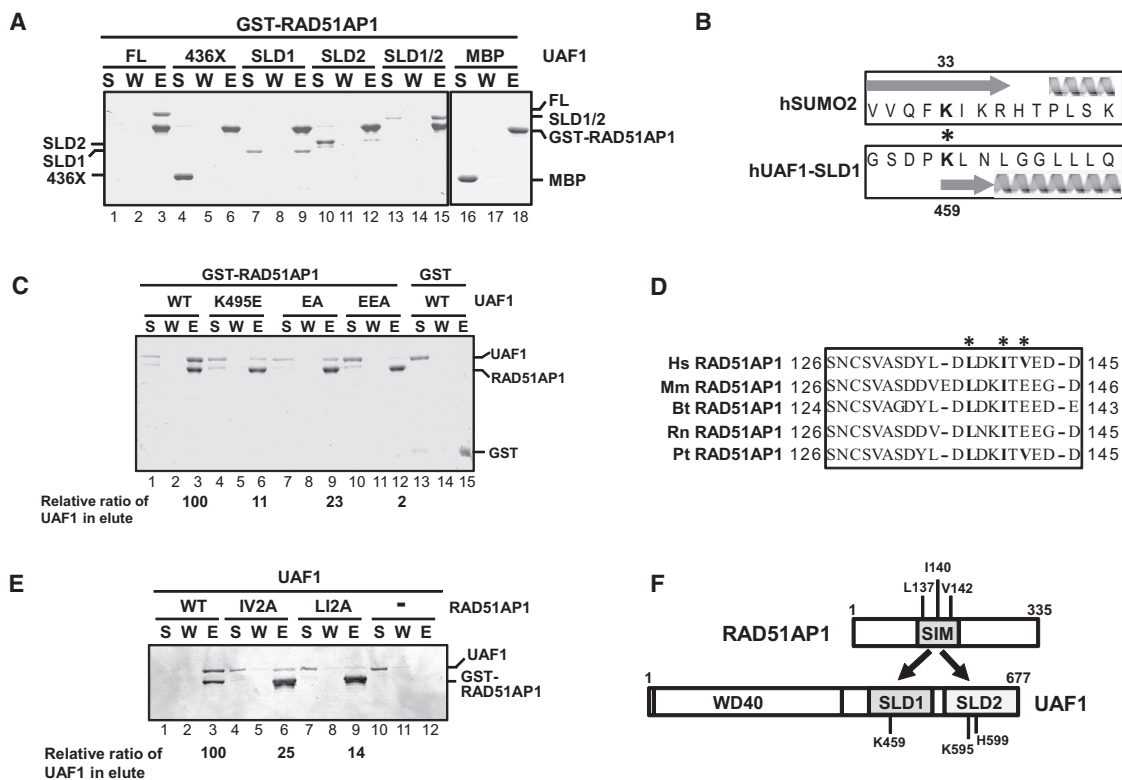 A
GST-RAD51AP1
FL 436X SLD1 SLD2 SLD1/2 MBP UAF1
S W E S W E S W E S W E S W E S W E
FL
SLD1/2
GST-RAD51AP1
MBP
SLD2
SLD1
436X
1 2 3 4 5 6 7 8 9 10 11 12 13 14 15 16 17 18
B
33
hSUMO2 V V Q F K I K R H T P L S K
*
hUAF1-SLD1 G S D P K L N L G G L L L Q
459
C
GST-RAD51AP1 GST
WT K495E EA EEA WT UAF1
S W E S W E S W E S W E S W E
UAF1
RAD51AP1
GST
1 2 3 4 5 6 7 8 9 10 11 12 13 14 15
Relative ratio of
UAF1 in elute 100 11 23 2
D
* * *
Hs RAD51AP1 126 SNCSVASDYL-DLDKITVED-D 145
Mm RAD51AP1 126 SNCSVASDDVEDLDKITEEG-D 146
Bt RAD51AP1 124 SNCSVAGDYL-DLDKITEED-E 143
Rn RAD51AP1 126 SNCSVASDDV-DLNKITEEG-D 145
Pt RAD51AP1 126 SNCSVASDYL-DLDKITVED-D 145
E
UAF1
WT IV2A LI2A - RAD51AP1
S W E S W E S W E S W E
UAF1
GST-
RAD51AP1
1 2 3 4 5 6 7 8 9 10 11 12
Relative ratio of
UAF1 in elute 100 25 14
F
I140
L137 V142
1 335
RAD51AP1 SIM
1 677
WD40 SLD1 SLD2 UAF1
K459
K595 H599